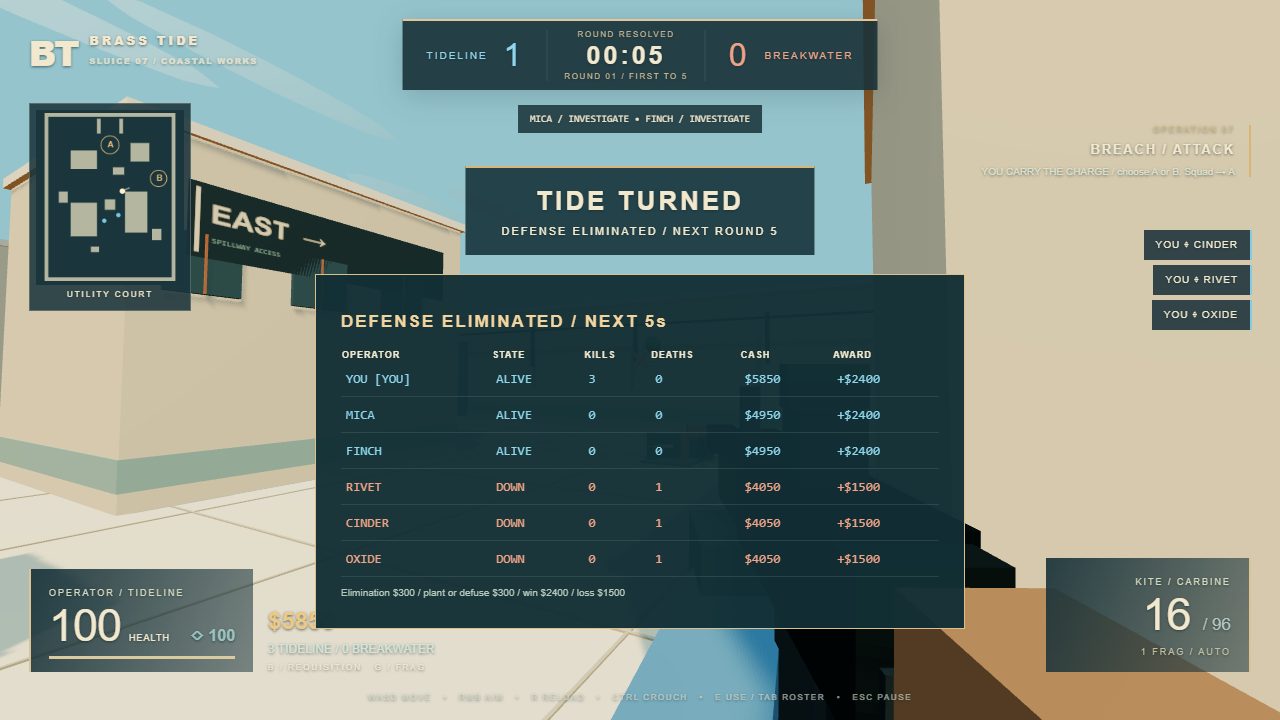 BT BRASS TIDE
SLUICE 07 / COASTAL WORKS
TIDELINE 1
ROUND RESOLVED
00:05
ROUND 01 / FIRST TO 5
0 BREAKWATER
MICA / INVESTIGATE • FINCH / INVESTIGATE
A
B
UTILITY COURT
EAST →
SPILLWAY ACCESS
OPERATION 07
BREACH / ATTACK
YOU CARRY THE CHARGE / choose A or B. Squad → A
TIDE TURNED
DEFENSE ELIMINATED / NEXT ROUND 5
YOU ⌖ CINDER
YOU ⌖ RIVET
YOU ⌖ OXIDE
DEFENSE ELIMINATED / NEXT 5s
OPERATOR STATE KILLS DEATHS CASH AWARD
YOU [YOU] ALIVE 3 0 $5850 +$2400
MICA ALIVE 0 0 $4950 +$2400
FINCH ALIVE 0 0 $4950 +$2400
RIVET DOWN 0 1 $4050 +$1500
CINDER DOWN 0 1 $4050 +$1500
OXIDE DOWN 0 1 $4050 +$1500
Elimination $300 / plant or defuse $300 / win $2400 / loss $1500
OPERATOR / TIDELINE
100 HEALTH 100
$585
3 TIDELINE / 0 BREAKWATER
B / REQUISITION G / FRAG
KITE / CARBINE
16 / 96
1 FRAG / AUTO
WASD MOVE • RMB AIM • R RELOAD • CTRL CROUCH • E USE / TAB ROSTER • ESC PAUSE